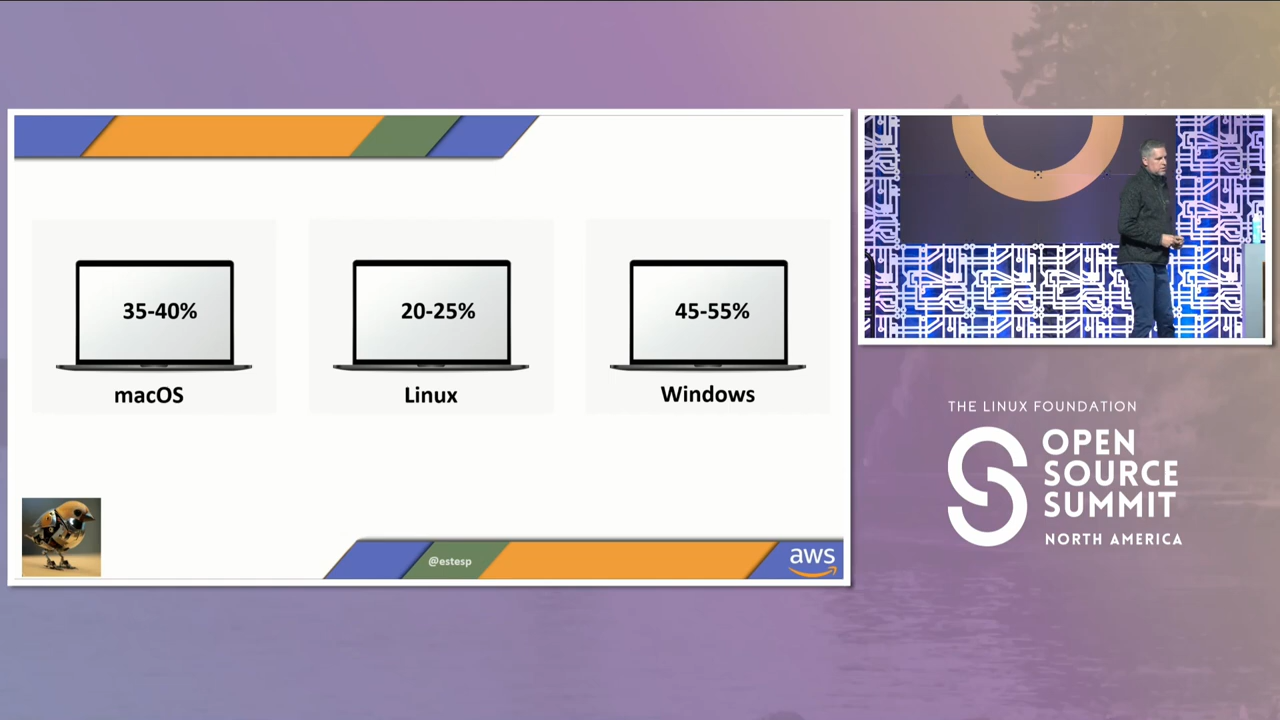 35-40%
macOS
20-25%
Linux
45-55%
Windows
@estesp
aws
THE LINUX FOUNDATION
OPEN
SOURCE
SUMMIT
NORTH AMERICA